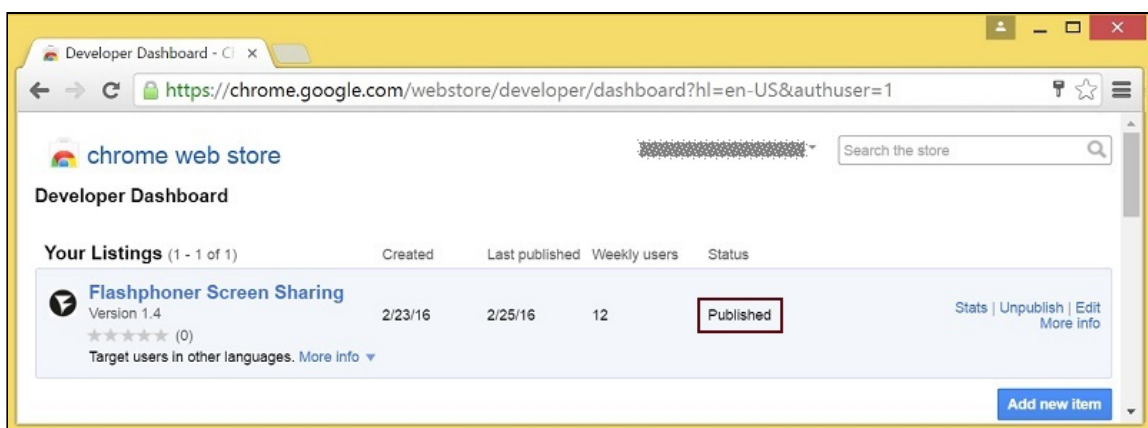 Developer Dashboard - C
https://chrome.google.com/webstore/developer/dashboard?hl=en-US&authuser=1
chrome web store
Search the store
Developer Dashboard
Your Listings (1 - 1 of 1) Created Last published Weekly users Status
Flashphoner Screen Sharing
Version 1.4 2/23/16 2/25/16 12 Published Stats | Unpublish | Edit
More info
(0)
Target users in other languages. More info
Add new item